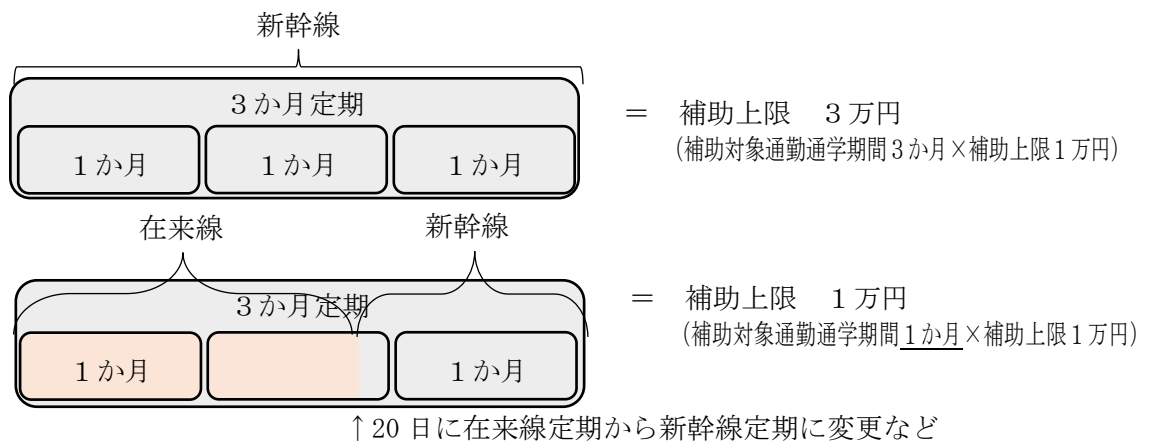 新幹線
３か月定期
１か月 １か月 １か月
＝ 補助上限 ３万円
(補助対象通勤通学期間３か月×補助上限１万円)
在来線 新幹線
３か月定期
１か月 １か月
＝ 補助上限 １万円
(補助対象通勤通学期間１か月×補助上限１万円)
↑20 日に在来線定期から新幹線定期に変更など